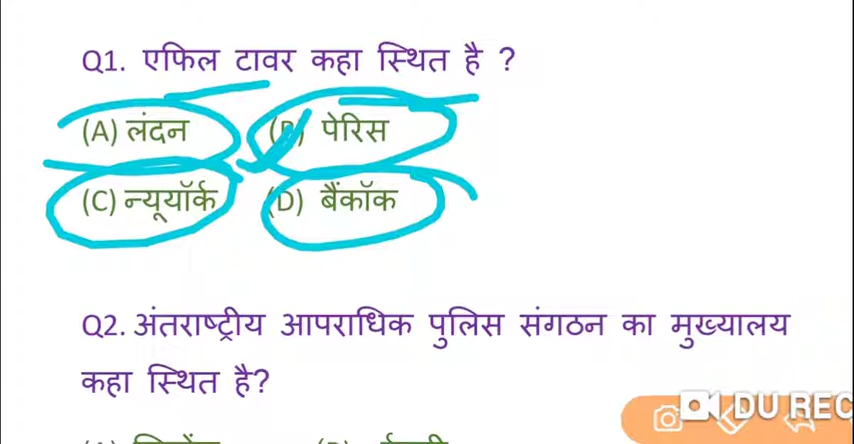 Q1. एफिल टावर कहा स्थित है ?
(A) लंदन (B) पेरिस
(C) न्यूयॉर्क (D) बैंकॉक
Q2. अंतराष्ट्रीय आपराधिक पुलिस संगठन का मुख्यालय
कहा स्थित है?
DU REC